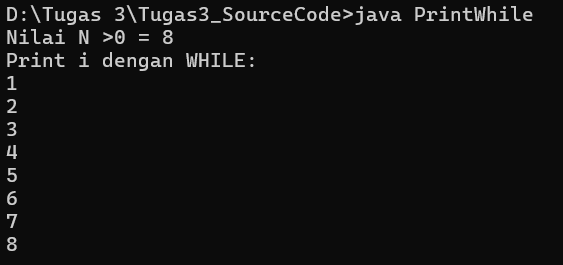 D:\Tugas 3\Tugas3_SourceCode>java PrintWhile
Nilai N >0 = 8
Print i dengan WHILE:
1
2
3
4
5
6
7
8